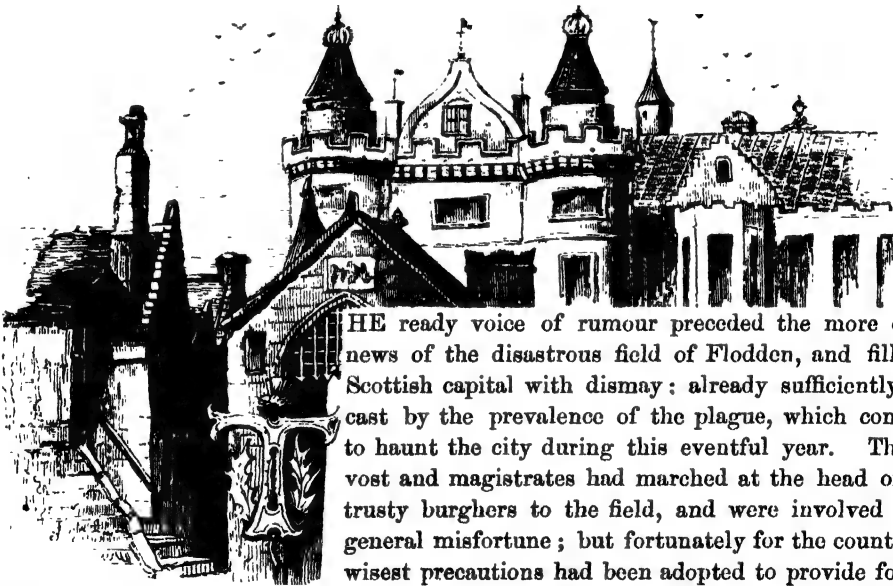 THE ready voice of rumour preceded the more
news of the disastrous field of Flodden, and fill
Scottish capital with dismay : already sufficiently
cast by the prevalence of the plague, which con
to haunt the city during this eventful year. Th
vost and magistrates had marched at the head o
trusty burghers to the field, and were involved
general misfortune ; but fortunately for the count
wisest precautions had been adopted to provide fo